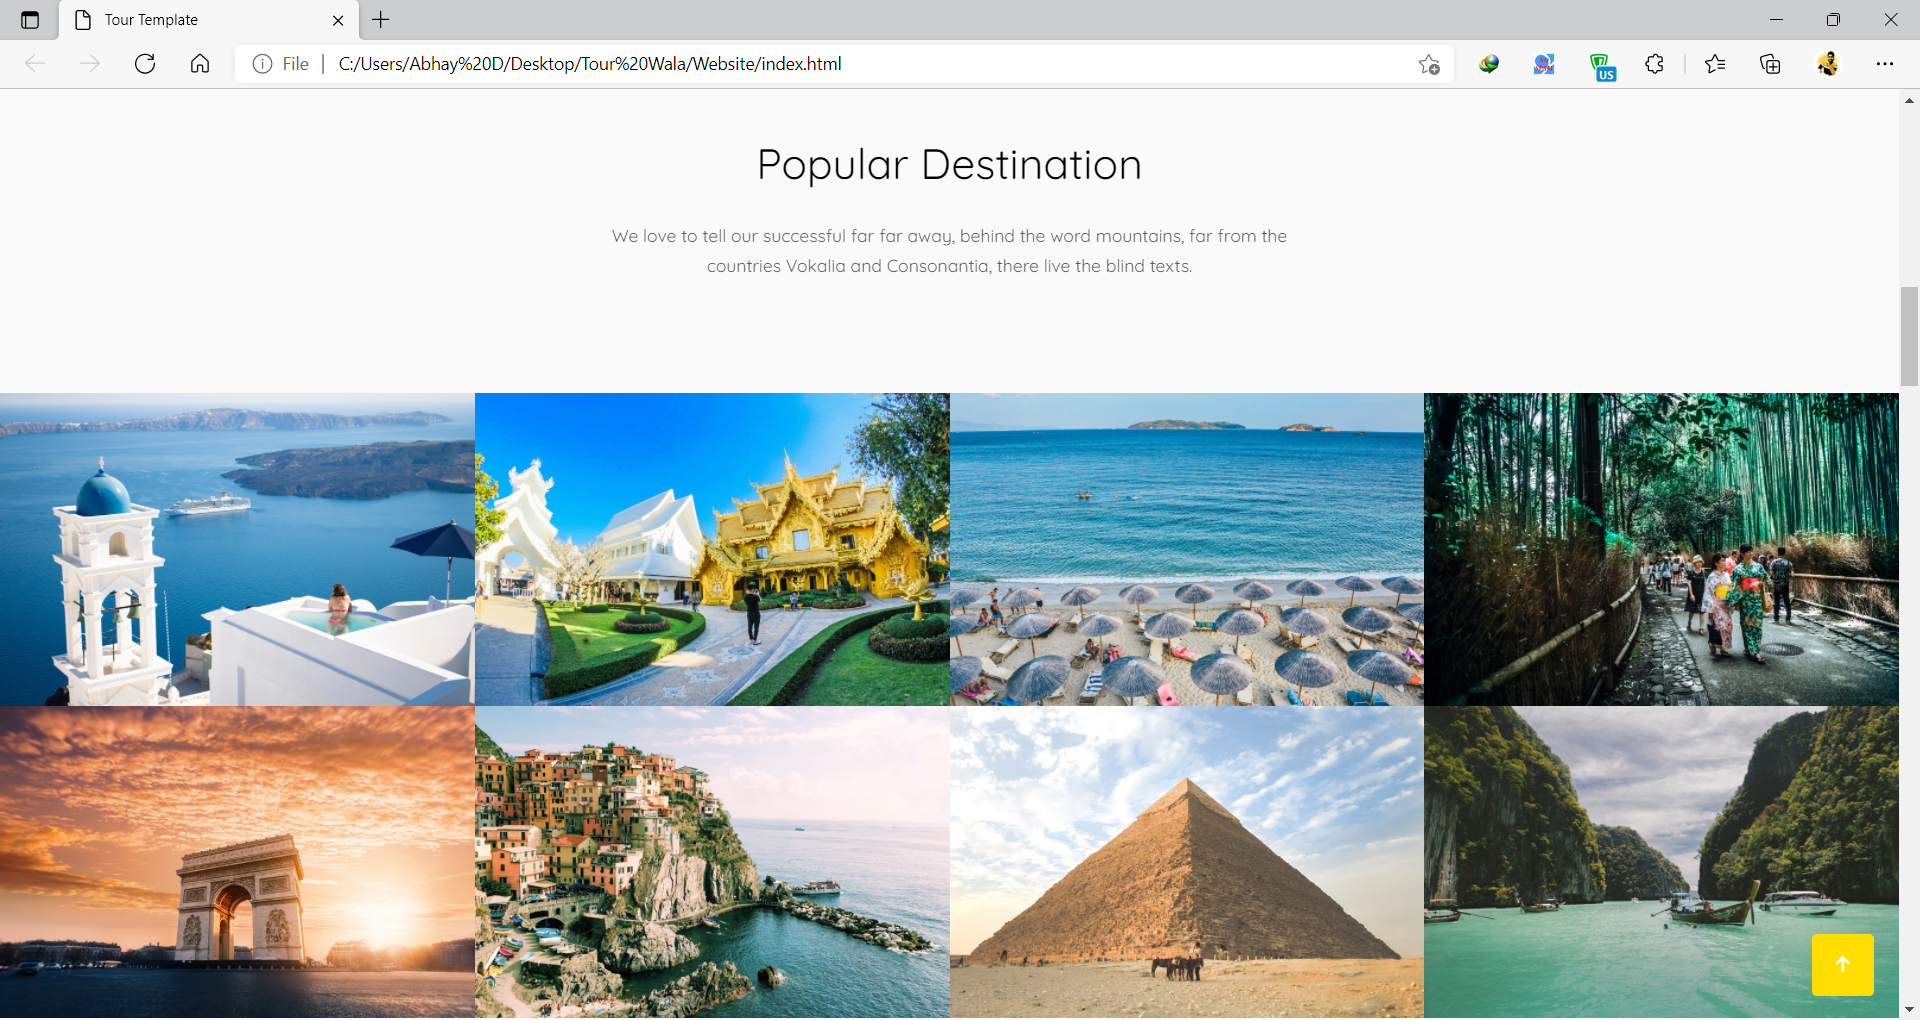 Tour Template
File
C:/Users/Abhay%20D/Desktop/Tour%20Wala/Website/index.html
US
Popular Destination
We love to tell our successful far far away, behind the word mountains, far from the
countries Vokalia and Consonantia, there live the blind texts.